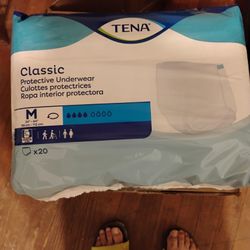 TENA
Classic
Protective Underwear
Culottes protectrices
Ropa interior protectora
M
x20